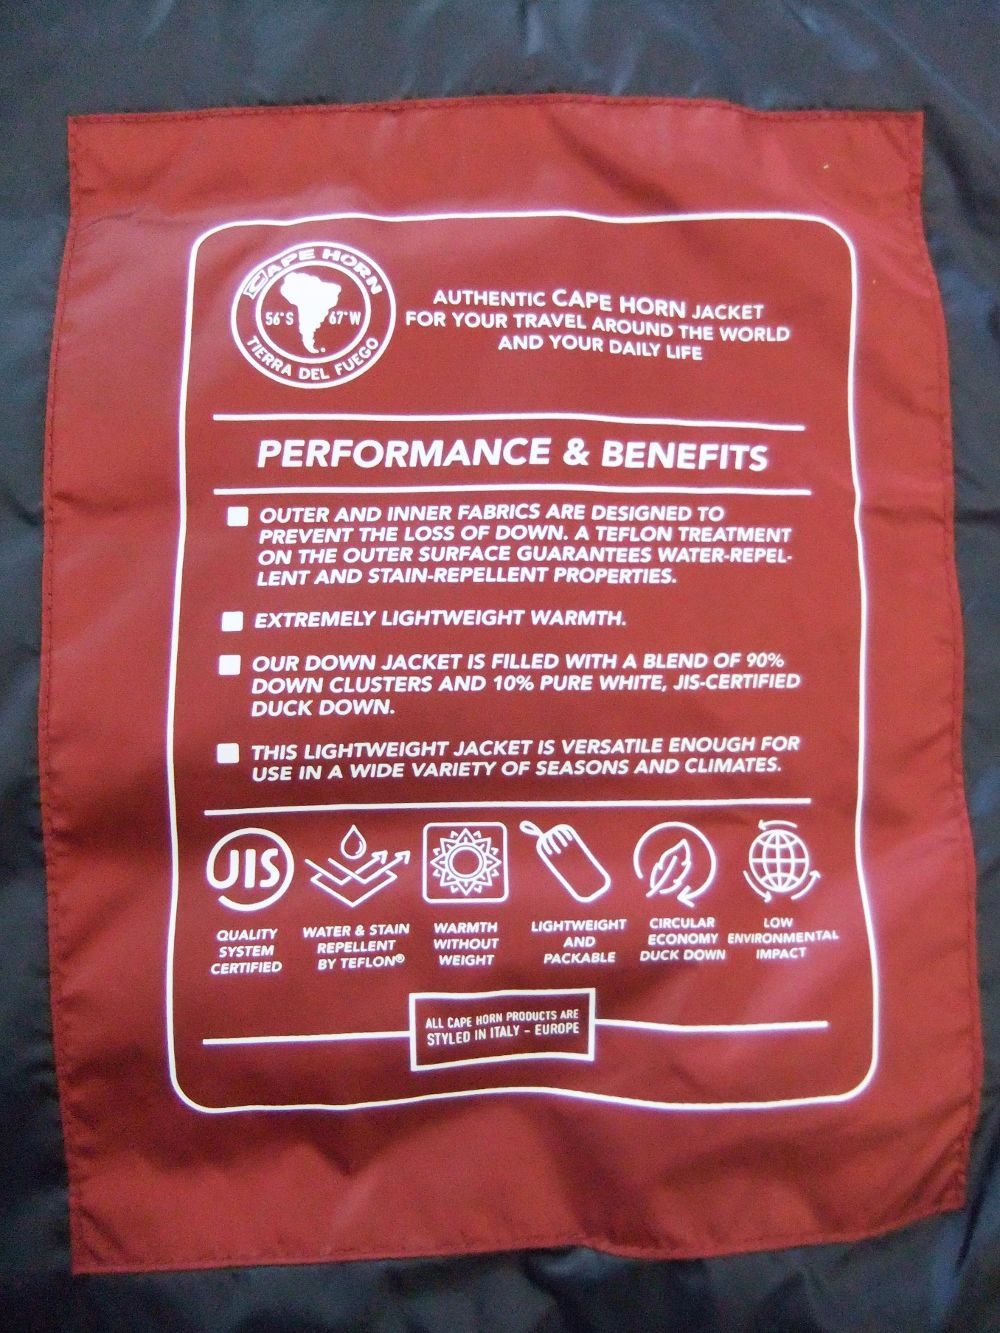 CAPE HORN
56°S 67°W
TIERRA DEL FUEGO
AUTHENTIC CAPE HORN JACKET
FOR YOUR TRAVEL AROUND THE WORLD
AND YOUR DAILY LIFE
PERFORMANCE & BENEFITS
OUTER AND INNER FABRICS ARE DESIGNED TO
PREVENT THE LOSS OF DOWN. A TEFLON TREATMENT
ON THE OUTER SURFACE GUARANTEES WATER-REPEL-
LENT AND STAIN-REPELLENT PROPERTIES.
EXTREMELY LIGHTWEIGHT WARMTH.
OUR DOWN JACKET IS FILLED WITH A BLEND OF 90%
DOWN CLUSTERS AND 10% PURE WHITE, JIS-CERTIFIED
DUCK DOWN.
THIS LIGHTWEIGHT JACKET IS VERSATILE ENOUGH FOR
USE IN A WIDE VARIETY OF SEASONS AND CLIMATES.
JIS
QUALITY
SYSTEM
CERTIFIED
WATER & STAIN
REPELLENT
BY TEFLON®
WARMTH
WITHOUT
WEIGHT
LIGHTWEIGHT
AND
PACKABLE
CIRCULAR
ECONOMY
DUCK DOWN
LOW
ENVIRONMENTAL
IMPACT
ALL CAPE HORN PRODUCTS ARE
STYLED IN ITALY - EUROPE